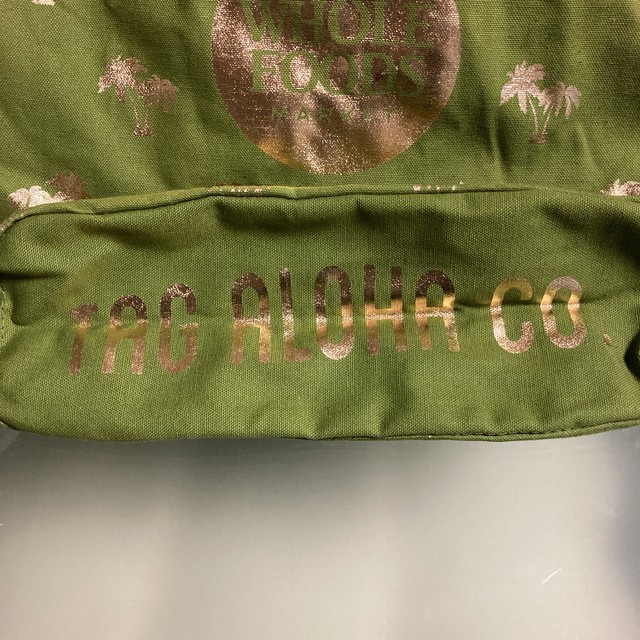 WHOLE
FOODS
MARKET
TAG ALOHA CO.